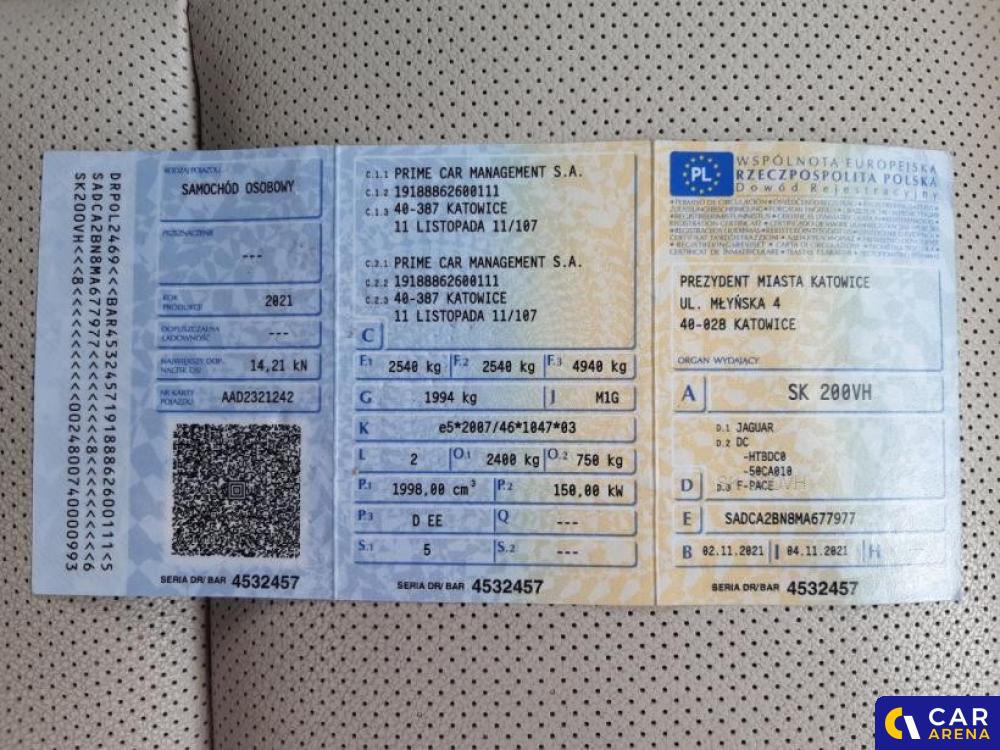 DRPOL2469<<BAR453245719188862600111<5
SADCA2BN8MA677977<<<<<<<8<<<<<<<<<<<6
RODZAJ POJAZDU
SAMOCHÓD OSOBOWY
PRZEZNACZENIE
---
ROK PRODUKCJI
2021
DOPUSZCZALNA ŁADOWNOŚĆ
---
NAJWIĘKSZY DOP. NACISK OSI
14,21 kN
NR KARTY POJAZDU
AAD2321242
SERIA DR/BAR 4532457
C.1.1 PRIME CAR MANAGEMENT S.A.
C.1.2 19188862600111
C.1.3 40-387 KATOWICE
11 LISTOPADA 11/107
C.2.1 PRIME CAR MANAGEMENT S.A.
C.2.2 19188862600111
C.2.3 40-387 KATOWICE
11 LISTOPADA 11/107
C
F.1 2540 kg F.2 2540 kg F.3 4940 kg
G 1994 kg J M1G
K e5*2007/46*1047*03
L 2 O.1 2400 kg O.2 750 kg
P.1 1998,00 cm³ P.2 150,00 kW
P.3 D EE Q ---
S.1 5 S.2 ---
SERIA DR/BAR 4532457
PL
WSPÓLNOTA EUROPEJSKA
RZECZPOSPOLITA POLSKA
Dowód Rejestracyjny
PREZYDENT MIASTA KATOWICE
UL. MŁYŃSKA 4
40-028 KATOWICE
ORGAN WYDAJĄCY
A SK 200VH
D.1 JAGUAR
D.2 DC
-HTBDC0
-50CA010
D D.3 F-PACE
E SADCA2BN8MA677977
B 02.11.2021 I 04.11.2021 H
SERIA DR/BAR 4532457
CAR
ARENA